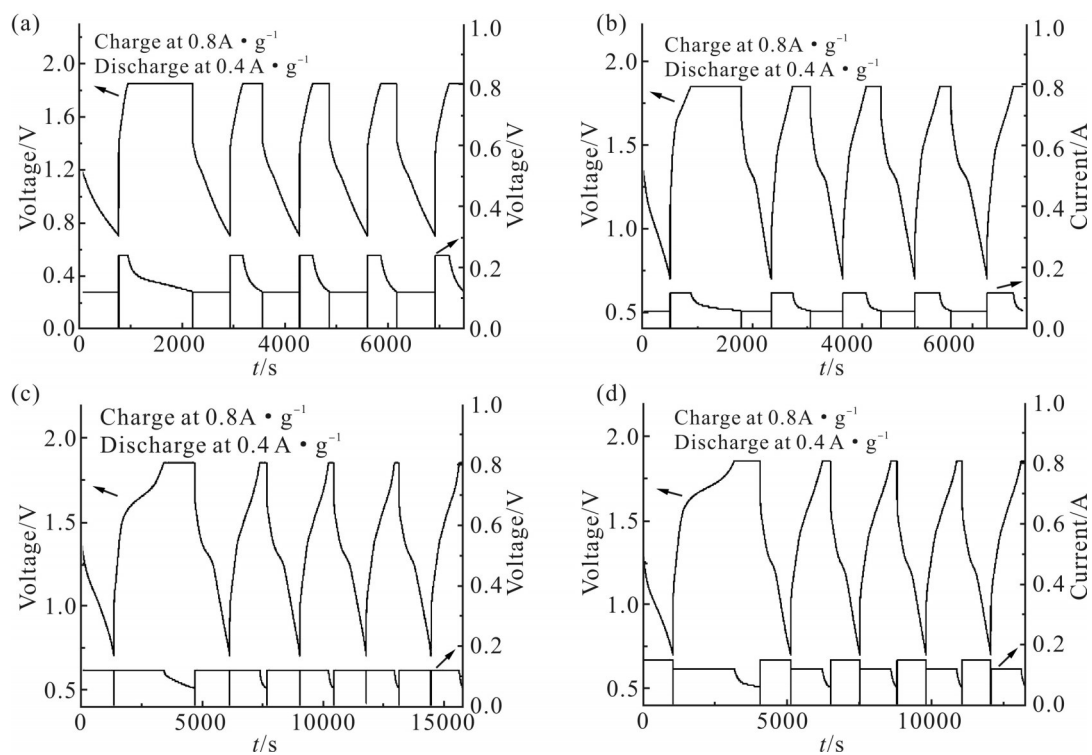 (a)
Charge at 0.8A • g⁻¹
Discharge at 0.4 A • g⁻¹
2.0
1.6
1.2
0.8
0.4
0.0
Voltage/V
1.0
0.8
0.6
0.4
0.2
0.0
Voltage/V
0 2000 4000 6000
t/s
(b)
Charge at 0.8A • g⁻¹
Discharge at 0.4 A • g⁻¹
2.0
1.5
1.0
0.5
Voltage/V
1.0
0.8
0.6
0.4
0.2
0.0
Current/A
0 2000 4000 6000
t/s
(c)
Charge at 0.8A • g⁻¹
Discharge at 0.4 A • g⁻¹
2.0
1.5
1.0
0.5
Voltage/V
1.0
0.8
0.6
0.4
0.2
0.0
Voltage/V
0 5000 10000 15000
t/s
(d)
Charge at 0.8A • g⁻¹
Discharge at 0.4 A • g⁻¹
2.0
1.5
1.0
0.5
Voltage/V
1.0
0.8
0.6
0.4
0.2
0.0
Current/A
0 5000 10000
t/s